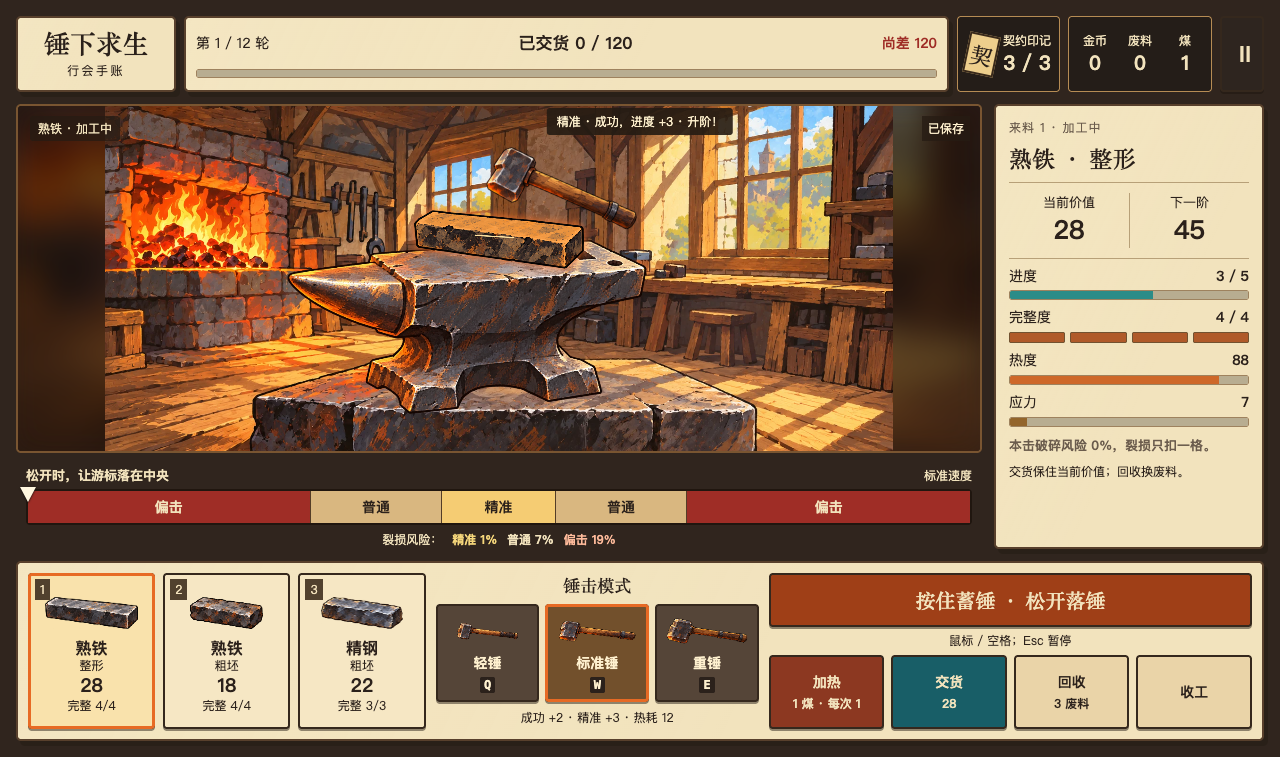 锤下求生
行会手账
第 1 / 12 轮
已交货 0 / 120
尚差 120
契
契约印记
3 / 3
金币 废料 煤
0 0 1
II
熟铁 · 加工中
精准 · 成功，进度 +3 · 升阶！
已保存
来料 1 · 加工中
熟铁 · 整形
当前价值 下一阶
28 45
进度 3 / 5
完整度 4 / 4
热度 88
应力 7
本击破碎风险 0%，裂损只扣一格。
交货保住当前价值；回收换废料。
松开时，让游标落在中央
标准速度
偏击 普通 精准 普通 偏击
裂损风险： 精准 1% 普通 7% 偏击 19%
1
熟铁
整形
28
完整 4/4
2
熟铁
粗坯
18
完整 4/4
3
精钢
粗坯
22
完整 3/3
锤击模式
轻锤
Q
标准锤
W
重锤
E
成功 +2 · 精准 +3 · 热耗 12
按住蓄锤 · 松开落锤
鼠标 / 空格；Esc 暂停
加热
1 煤 · 每次 1
交货
28
回收
3 废料
收工